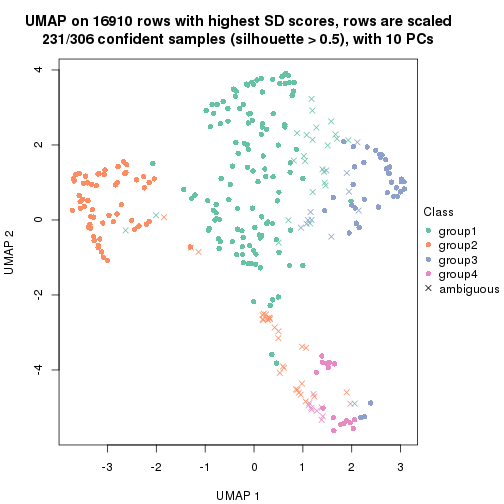 UMAP on 16910 rows with highest SD scores, rows are scaled
231/306 confident samples (silhouette > 0.5), with 10 PCs
4
2
0
-2
-4
UMAP 2
-3
-2
-1
0
1
2
3
UMAP 1
Class
group1
group2
group3
group4
ambiguous